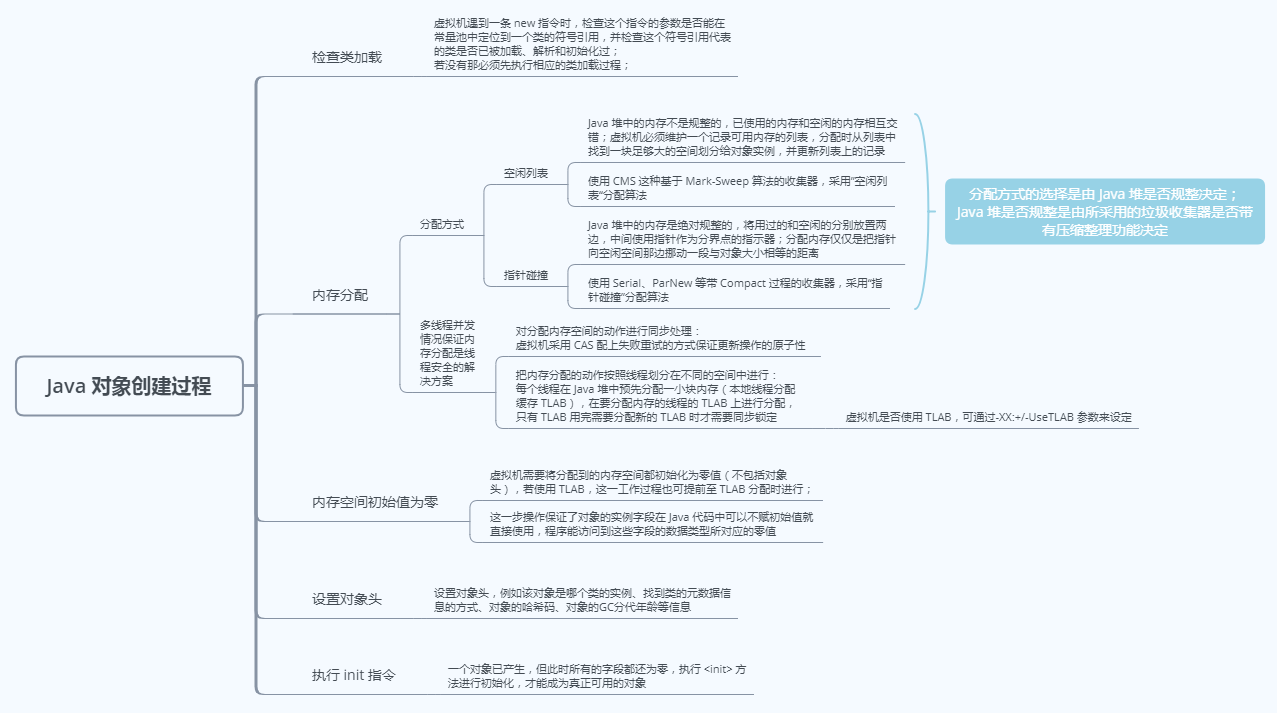 Java 对象创建过程
检查类加载
虚拟机遇到一条 new 指令时，检查这个指令的参数是否能在
常量池中定位到一个类的符号引用，并检查这个符号引用代表
的类是否已被加载、解析和初始化过；
若没有那必须先执行相应的类加载过程；
内存分配
分配方式
空闲列表
Java 堆中的内存不是规整的，已使用的内存和空闲的内存相互交
错；虚拟机必须维护一个记录可用内存的列表，分配时从列表中
找到一块足够大的空间划分给对象实例，并更新列表上的记录
使用 CMS 这种基于 Mark-Sweep 算法的收集器，采用“空闲列
表”分配算法
指针碰撞
Java 堆中的内存是绝对规整的，将用过的和空闲的分别放置两
边，中间使用指针作为分界点的指示器；分配内存仅仅是把指针
向空闲空间那边挪动一段与对象大小相等的距离
使用 Serial、ParNew 等带 Compact 过程的收集器，采用“指
针碰撞”分配算法
分配方式的选择是由 Java 堆是否规整决定；
Java 堆是否规整是由所采用的垃圾收集器是否带
有压缩整理功能决定
多线程并发
情况保证内
存分配是线
程安全的解
决方案
对分配内存空间的动作进行同步处理：
虚拟机采用 CAS 配上失败重试的方式保证更新操作的原子性
把内存分配的动作按照线程划分在不同的空间中进行：
每个线程在 Java 堆中预先分配一小块内存（本地线程分配
缓存 TLAB），在要分配内存的线程的 TLAB 上进行分配，
只有 TLAB 用完需要分配新的 TLAB 时才需要同步锁定
虚拟机是否使用 TLAB，可通过-XX:+/-UseTLAB 参数来设定
内存空间初始值为零
虚拟机需要将分配到的内存空间都初始化为零值（不包括对象
头），若使用 TLAB，这一工作过程也可提前至 TLAB 分配时进行；
这一步操作保证了对象的实例字段在 Java 代码中可以不赋初始值就
直接使用，程序能访问到这些字段的数据类型所对应的零值
设置对象头
设置对象头，例如该对象是哪个类的实例、找到类的元数据信
息的方式、对象的哈希码、对象的GC分代年龄等信息
执行 init 指令
一个对象已产生，但此时所有的字段都还为零，执行 <init> 方
法进行初始化，才能成为真正可用的对象